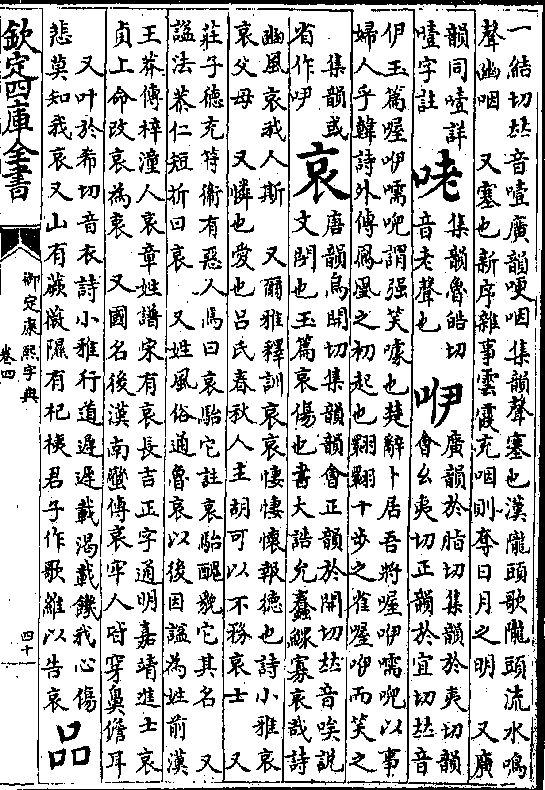 一結切𠀤音噎廣韻哽咽集韻聲塞也漢隴頭歌隴頭流水鳴
聲幽咽　又塞也新序雜事雲霞充咽則奪日月之明　又廣
韻同噎詳
噎字註
咾
集韻魯皓切
音老聲也
咿
廣韻於脂切集韻於夷切韻
會幺夷切正韻於宜切𠀤音
伊玉篇喔咿嚅唲謂强笑噱也楚辭卜居吾將喔咿嚅唲以事
婦人乎韓詩外傳鳳凰之初起也翾翾十步之雀喔咿而笑之
集韻或
省作吚
哀
唐韻烏開切集韻韻會正韻於開切𠀤音唉說
文閔也玉篇哀傷也書大誥允蠢鰥寡哀哉詩
豳風哀我人斯　又爾雅釋訓哀哀悽悽懷報德也詩小雅哀
哀父母　又憐也愛也呂氏春秋人主胡可以不務哀士　又
莊子德充符衛有惡人焉曰哀駘它註哀駘醜貌它其名　又
諡法恭仁短折曰哀　又姓風俗通魯哀以後因諡為姓前漢
王莽傳梓潼人哀章姓譜宋有哀長吉正字通明嘉靖進士哀
貞上命改哀為衷　又國名後漢南蠻傳哀牢人皆穿鼻儋耳
又叶於希切音衣詩小雅行道遲遲載渴載饑我心傷
悲莫知我哀又山有蕨薇隰有杞桋君子作歌維以告哀
品
欽定四庫全書
御定康熙字典
卷四
四十